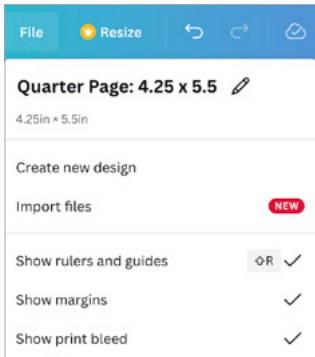 File Resize
Quarter Page: 4.25 x 5.5
4.25in × 5.5in
Create new design
Import files NEW
Show rulers and guides ⇧R
Show margins
Show print bleed